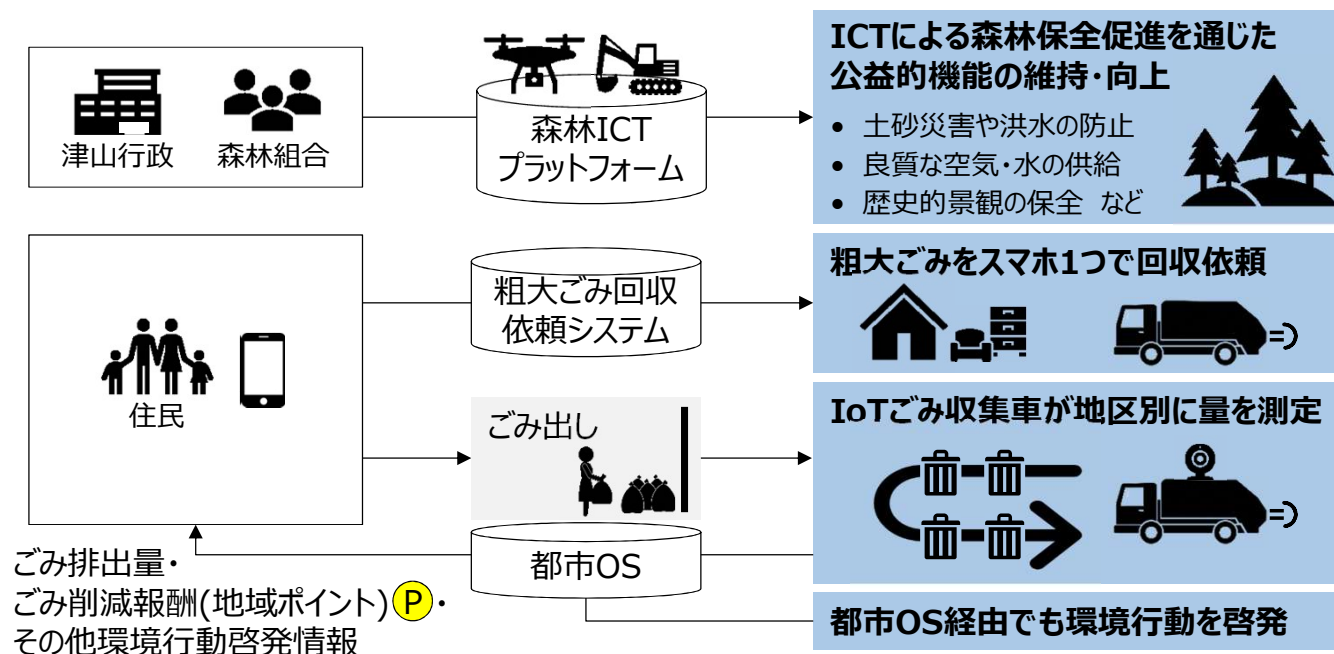 津山行政
森林組合
森林ICT
プラットフォーム
ICTによる森林保全促進を通じた
公益的機能の維持・向上
• 土砂災害や洪水の防止
• 良質な空気・水の供給
• 歴史的景観の保全 など
住民
粗大ごみ回収
依頼システム
粗大ごみをスマホ1つで回収依頼
ごみ出し
IoTごみ収集車が地区別に量を測定
都市OS
ごみ排出量・
ごみ削減報酬(地域ポイント)P・
その他環境行動啓発情報
都市OS経由でも環境行動を啓発